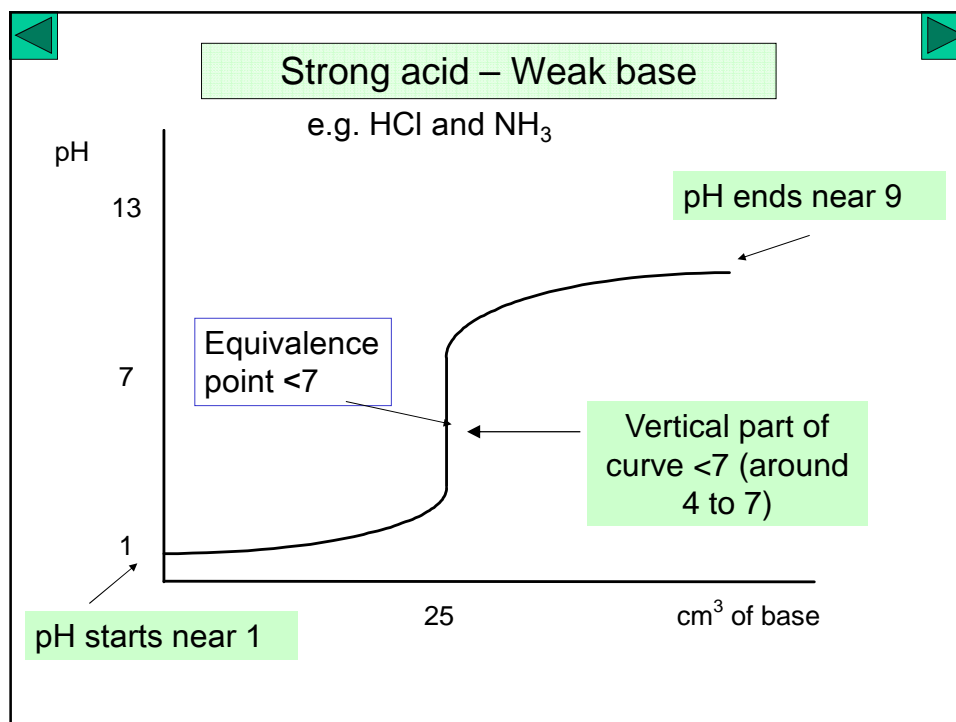 Strong acid – Weak base
e.g. HCl and NH₃
pH
13
pH ends near 9
Equivalence
point <7
7
Vertical part of
curve <7 (around
4 to 7)
1
pH starts near 1
25
cm³ of base